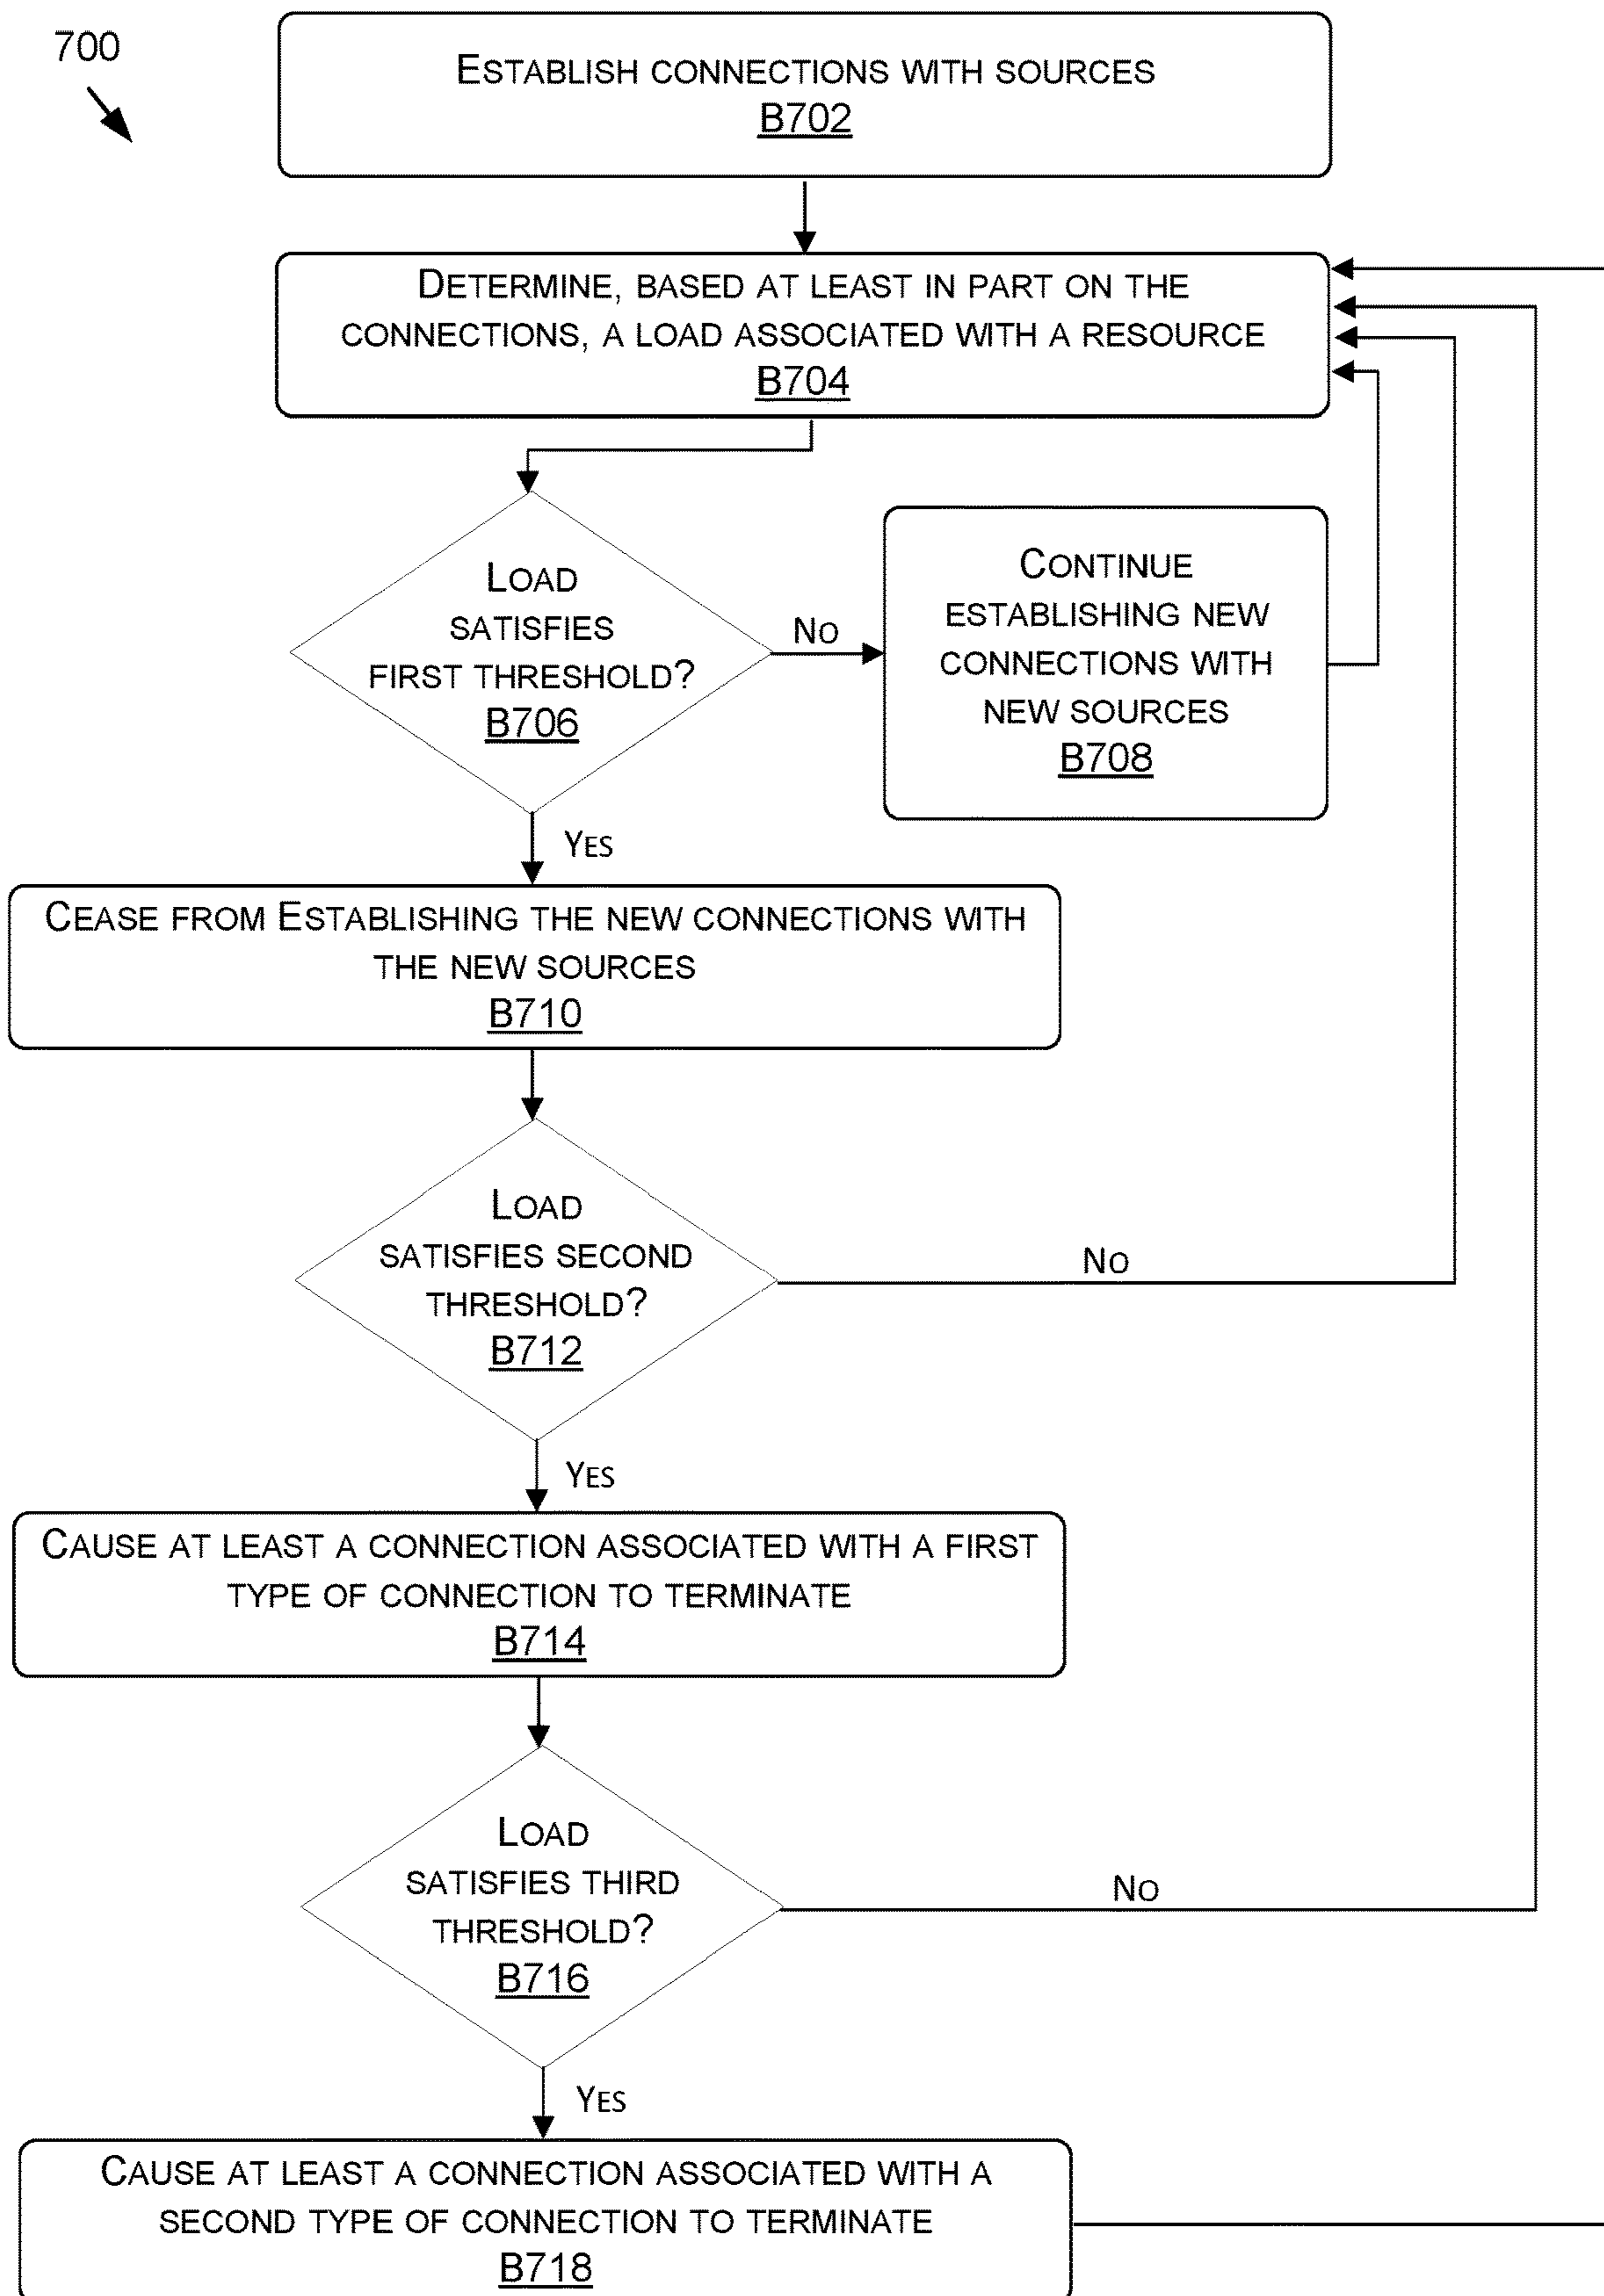 700
ESTABLISH CONNECTIONS WITH SOURCES
B702
DETERMINE, BASED AT LEAST IN PART ON THE
CONNECTIONS, A LOAD ASSOCIATED WITH A RESOURCE
B704
LOAD
SATISFIES
FIRST THRESHOLD?
B706
NO
CONTINUE
ESTABLISHING NEW
CONNECTIONS WITH
NEW SOURCES
B708
YES
CEASE FROM ESTABLISHING THE NEW CONNECTIONS WITH
THE NEW SOURCES
B710
LOAD
SATISFIES SECOND
THRESHOLD?
B712
NO
YES
CAUSE AT LEAST A CONNECTION ASSOCIATED WITH A FIRST
TYPE OF CONNECTION TO TERMINATE
B714
LOAD
SATISFIES THIRD
THRESHOLD?
B716
NO
YES
CAUSE AT LEAST A CONNECTION ASSOCIATED WITH A
SECOND TYPE OF CONNECTION TO TERMINATE
B718